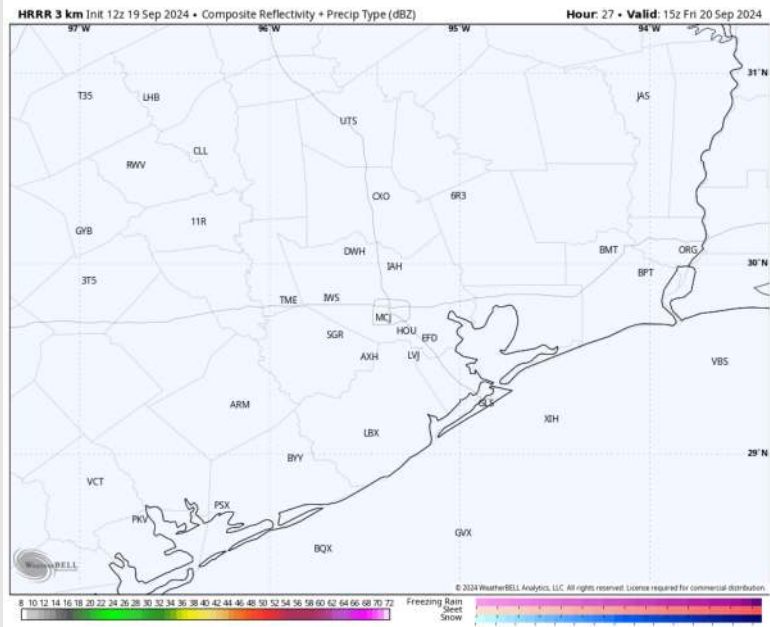 HRRR 3 km Init 12z 19 Sep 2024 • Composite Reflectivity + Precip Type (dBZ) Hour: 27 • Valid: 15z Fri 20 Sep 2024
97°W 96°W 95°W 94°W
31°N
T35 LHB JAS
UTS
CLL
RWV
CXO 6R3
11R
GYB
DWH BMT ORG
30°N
IAH
BPT
3T5
TME IWS
MCJ
HOU
SGR EFD
AXH LVJ
VBS
ARM GLS
XIH
LBX
29°N
BYY
VCT
PSX
PKV
GVX
BQX
WeatherBELL
© 2024 WeatherBELL Analytics, LLC. All rights reserved. License required for commercial distribution.
8 10 12 14 16 18 20 22 24 26 28 30 32 34 36 38 40 42 44 46 48 50 52 54 56 58 60 62 64 66 68 70 72
Freezing Rain
Sleet
Snow